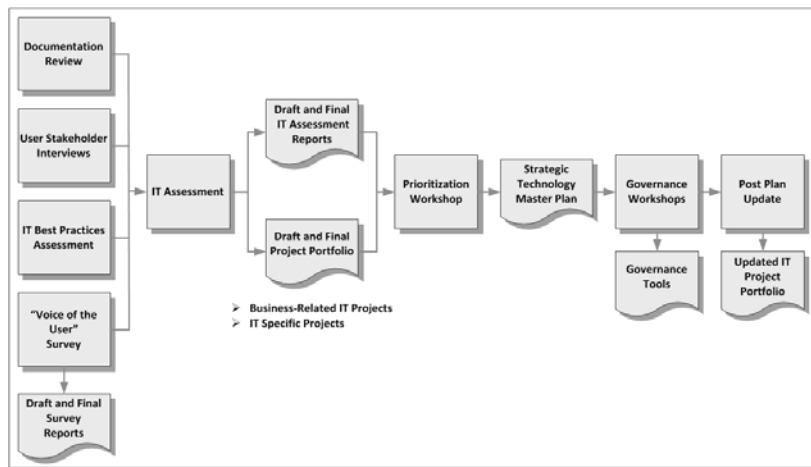 Documentation
Review
User Stakeholder
Interviews
IT Best Practices
Assessment
“Voice of the
User”
Survey
Draft and Final
Survey
Reports
IT Assessment
Draft and Final
IT Assessment
Reports
Draft and Final
Project Portfolio
➢ Business-Related IT Projects
➢ IT Specific Projects
Prioritization
Workshop
Strategic
Technology
Master Plan
Governance
Workshops
Governance
Tools
Post Plan
Update
Updated IT
Project
Portfolio